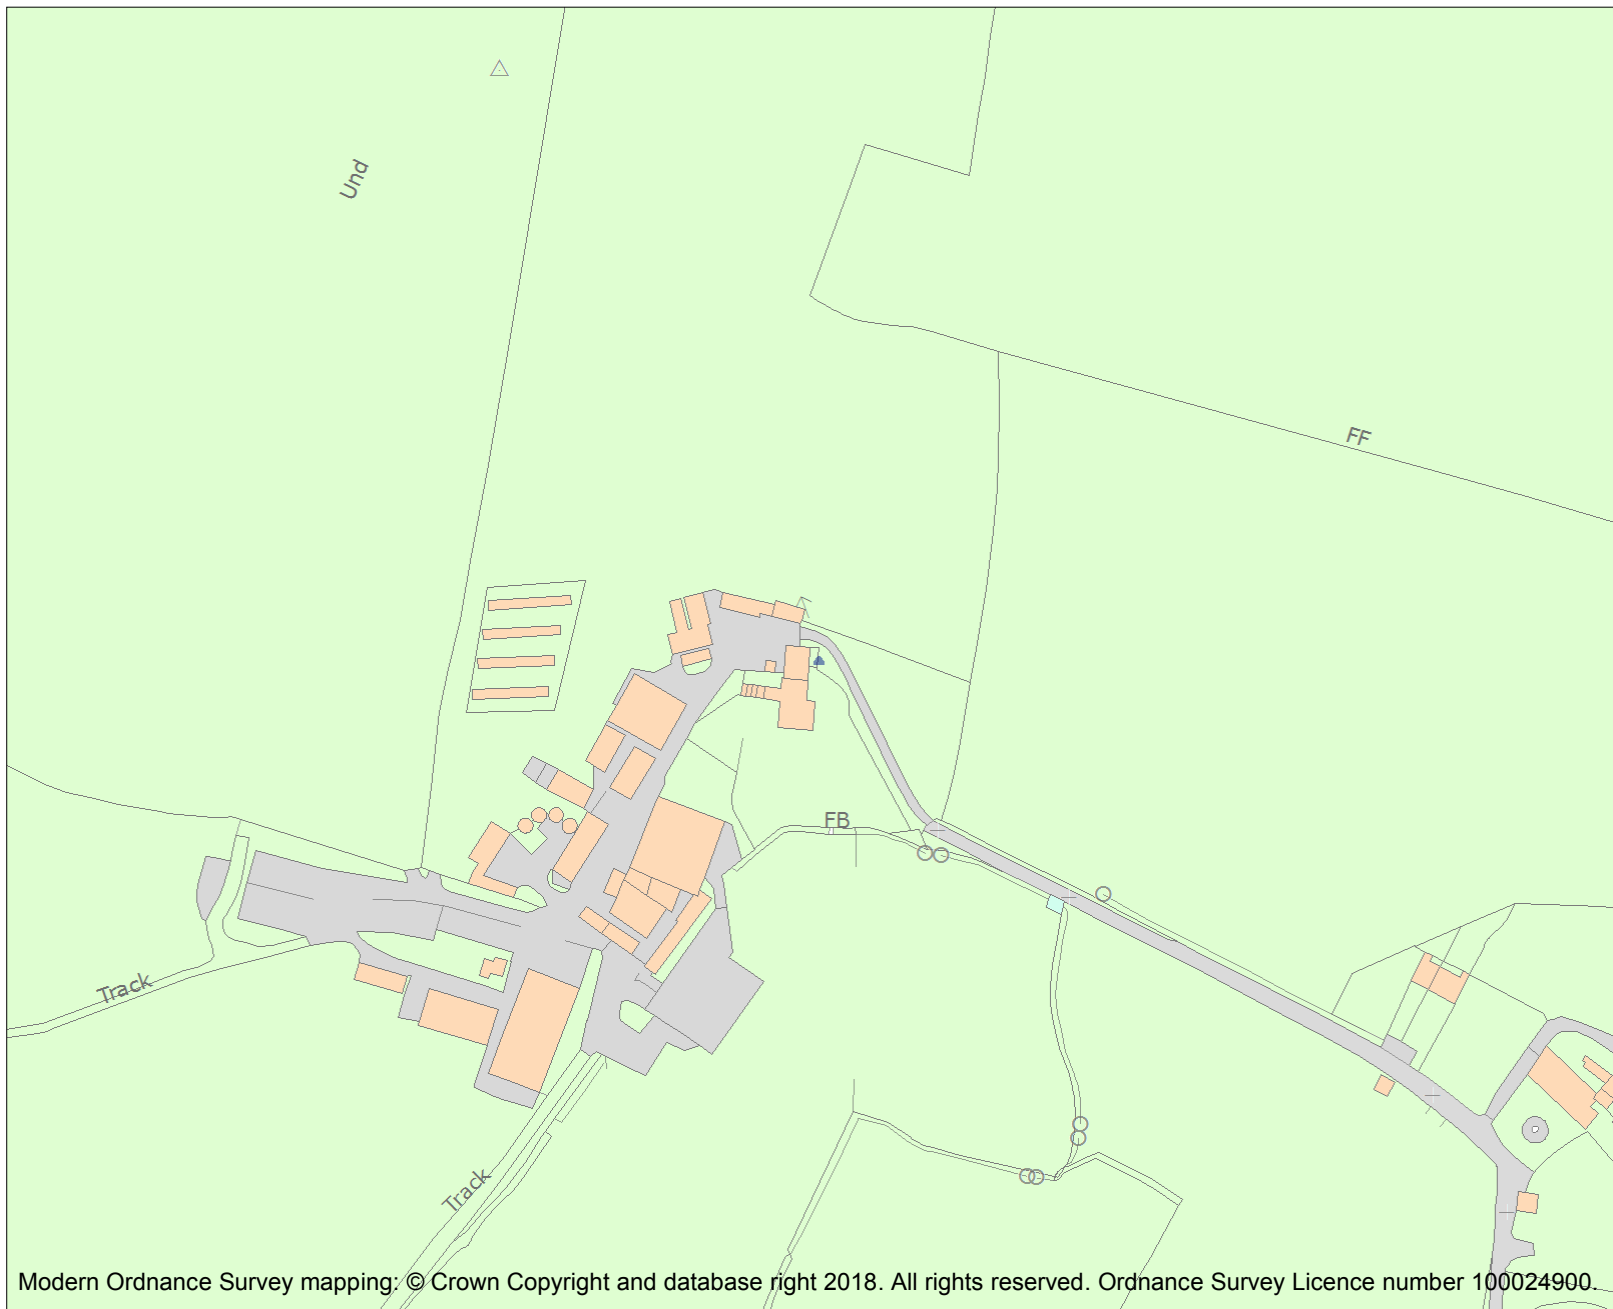 Und
FF
FB
Track
Track
Modern Ordnance Survey mapping: © Crown Copyright and database right 2018. All rights reserved. Ordnance Survey Licence number 100024900.